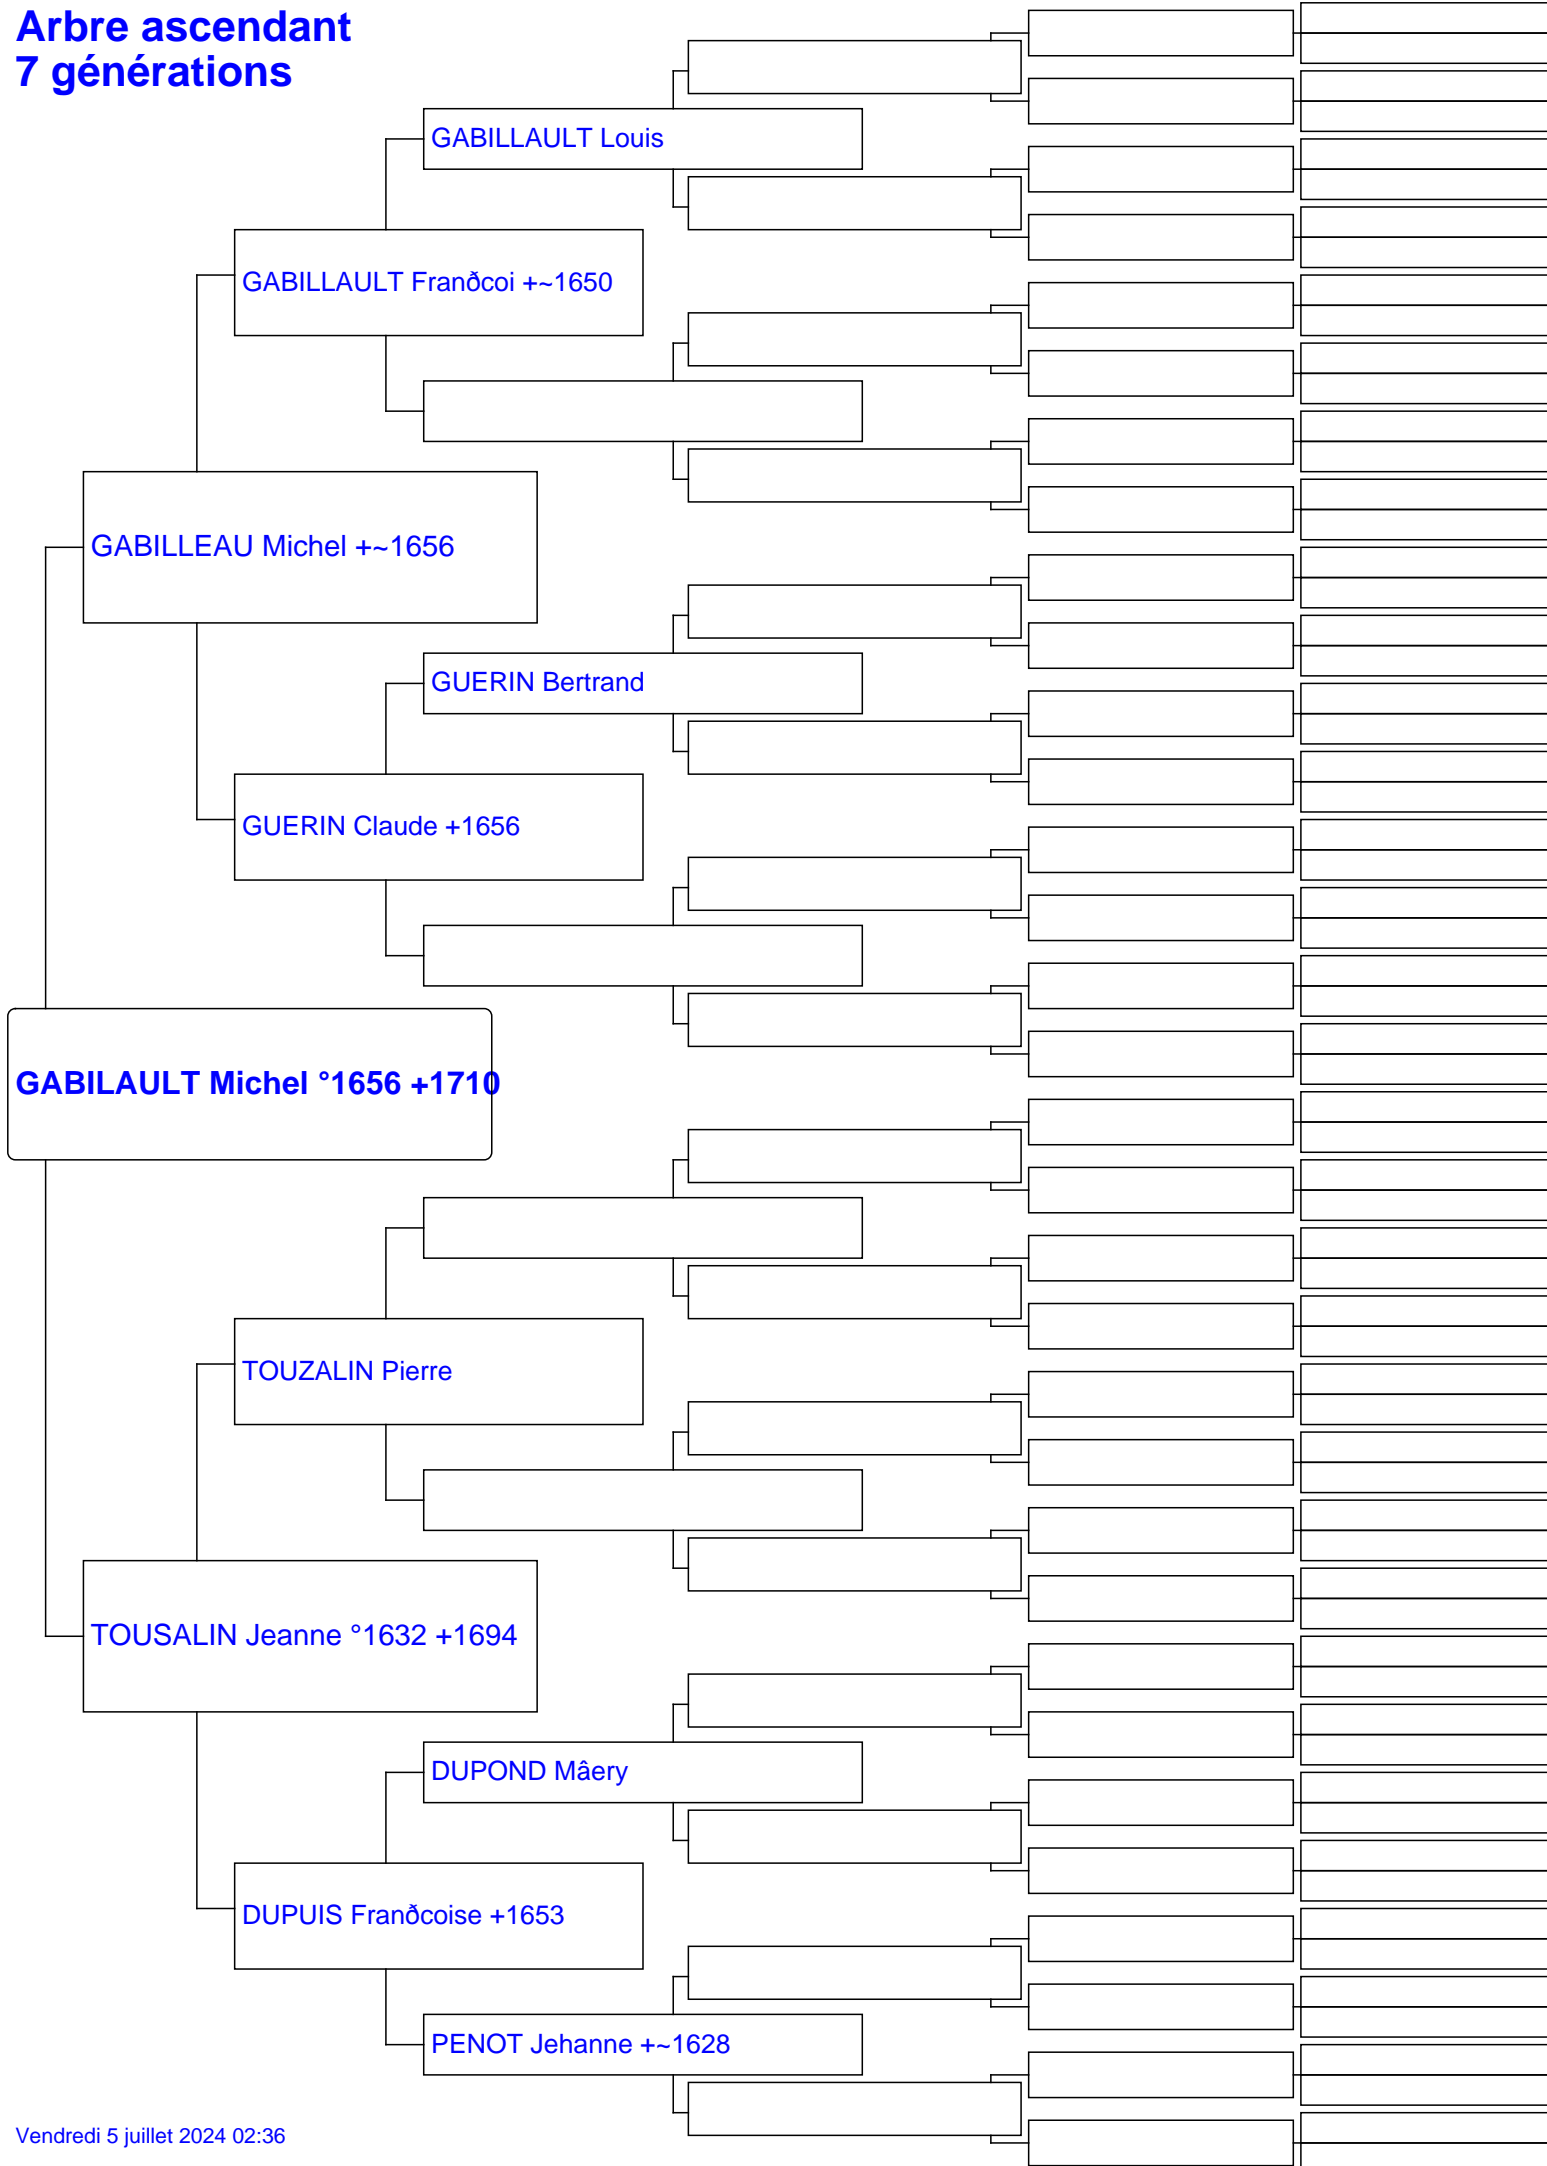 Arbre ascendant
7 générations
GABILLAULT Louis
GABILLAULT Franðcoi +~1650
GABILLEAU Michel +~1656
GUERIN Bertrand
GUERIN Claude +1656
GABILAULT Michel °1656 +1710
TOUZALIN Pierre
TOUSALIN Jeanne °1632 +1694
DUPOND Mâery
DUPUIS Franðcoise +1653
PENOT Jehanne +~1628
Vendredi 5 juillet 2024 02:36